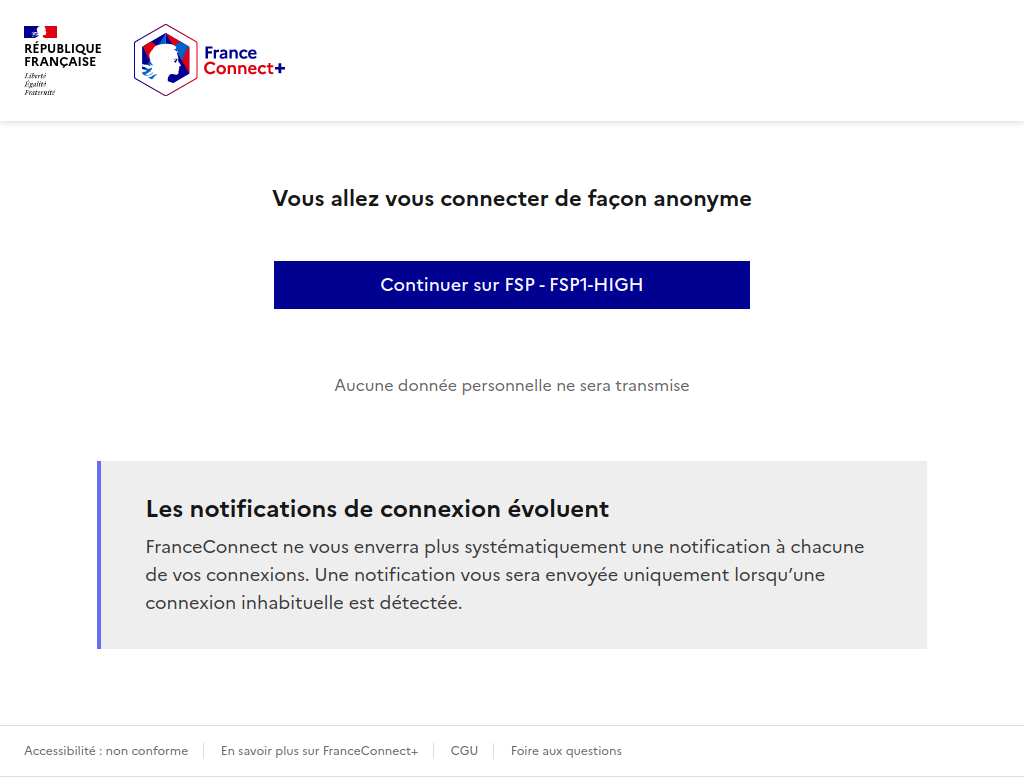 RÉPUBLIQUE
FRANÇAISE
Liberté
Égalité
Fraternité
France
Connect+
Vous allez vous connecter de façon anonyme
Continuer sur FSP - FSP1-HIGH
Aucune donnée personnelle ne sera transmise
Les notifications de connexion évoluent
FranceConnect ne vous enverra plus systématiquement une notification à chacune
de vos connexions. Une notification vous sera envoyée uniquement lorsqu’une
connexion inhabituelle est détectée.
Accessibilité : non conforme
En savoir plus sur FranceConnect+
CGU
Foire aux questions